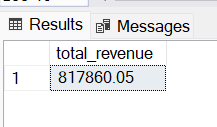 Results Messages
total_revenue
1 817860.05